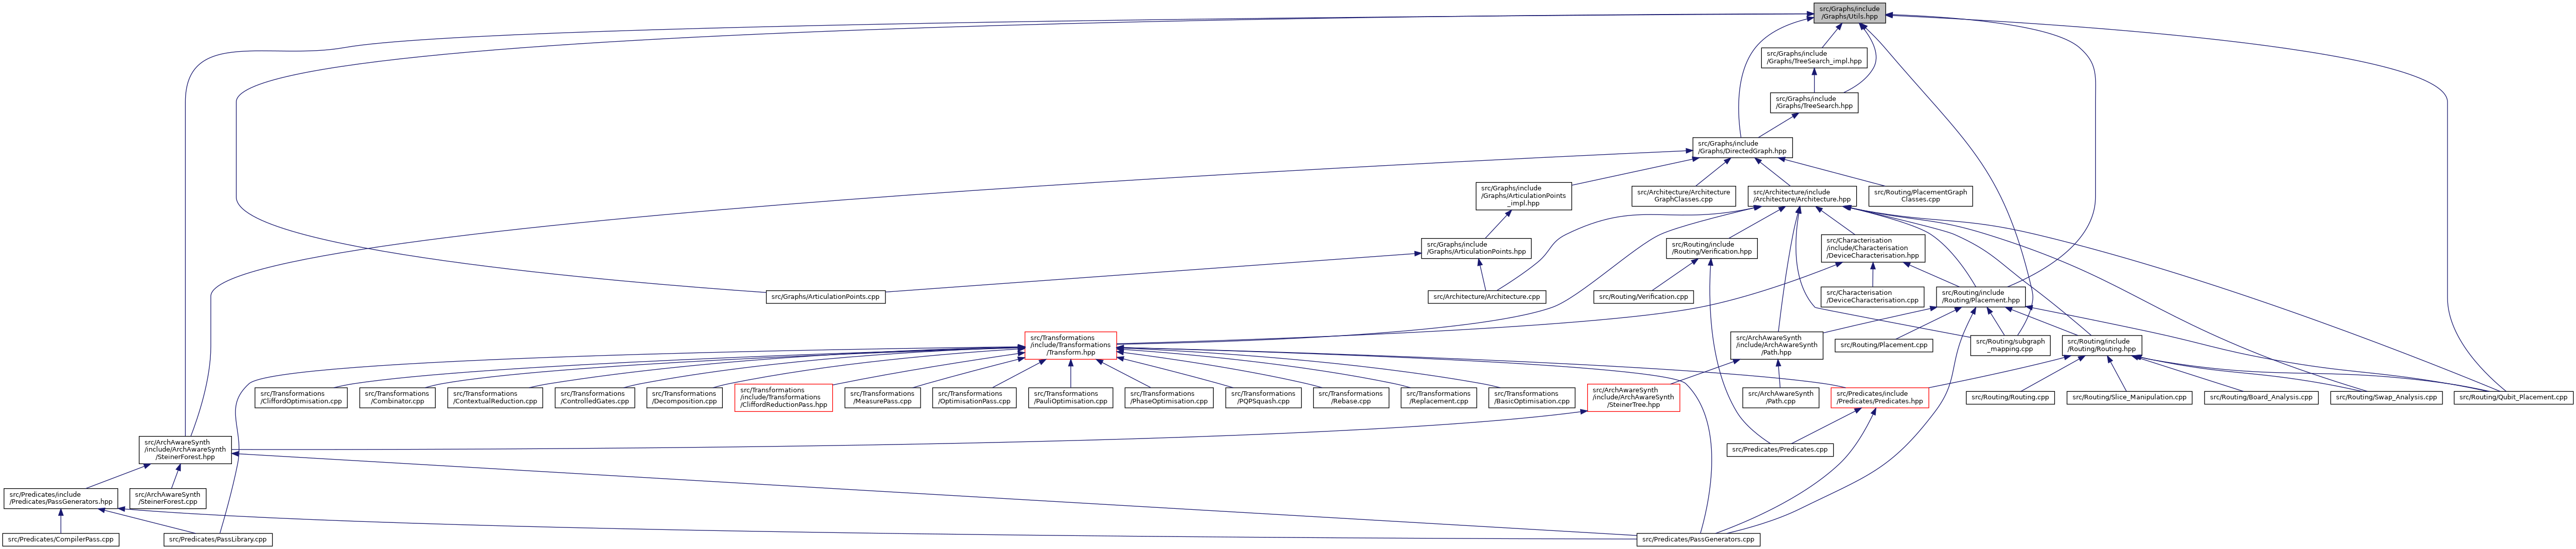 src/Graphs/include
/Graphs/Utils.hpp
src/Graphs/include
/Graphs/TreeSearch_impl.hpp
src/Graphs/include
/Graphs/TreeSearch.hpp
src/Graphs/include
/Graphs/DirectedGraph.hpp
src/Graphs/include
/Graphs/ArticulationPoints
_impl.hpp
src/Architecture/Architecture
GraphClasses.cpp
src/Architecture/include
/Architecture/Architecture.hpp
src/Routing/PlacementGraph
Classes.cpp
src/Graphs/include
/Graphs/ArticulationPoints.hpp
src/Routing/include
/Routing/Verification.hpp
src/Characterisation
/include/Characterisation
/DeviceCharacterisation.hpp
src/Graphs/ArticulationPoints.cpp
src/Architecture/Architecture.cpp
src/Routing/Verification.cpp
src/Characterisation
/DeviceCharacterisation.cpp
src/Routing/include
/Routing/Placement.hpp
src/Transformations
/include/Transformations
/Transform.hpp
src/ArchAwareSynth
/include/ArchAwareSynth
/Path.hpp
src/Routing/Placement.cpp
src/Routing/subgraph
_mapping.cpp
src/Routing/include
/Routing/Routing.hpp
src/Transformations
/CliffordOptimisation.cpp
src/Transformations
/Combinator.cpp
src/Transformations
/ContextualReduction.cpp
src/Transformations
/ControlledGates.cpp
src/Transformations
/Decomposition.cpp
src/Transformations
/include/Transformations
/CliffordReductionPass.hpp
src/Transformations
/MeasurePass.cpp
src/Transformations
/OptimisationPass.cpp
src/Transformations
/PauliOptimisation.cpp
src/Transformations
/PhaseOptimisation.cpp
src/Transformations
/PQPSquash.cpp
src/Transformations
/Rebase.cpp
src/Transformations
/Replacement.cpp
src/Transformations
/BasicOptimisation.cpp
src/ArchAwareSynth
/include/ArchAwareSynth
/SteinerTree.hpp
src/ArchAwareSynth
/Path.cpp
src/Predicates/include
/Predicates/Predicates.hpp
src/Routing/Routing.cpp
src/Routing/Slice_Manipulation.cpp
src/Routing/Board_Analysis.cpp
src/Routing/Swap_Analysis.cpp
src/Routing/Qubit_Placement.cpp
src/ArchAwareSynth
/include/ArchAwareSynth
/SteinerForest.hpp
src/Predicates/Predicates.cpp
src/Predicates/include
/Predicates/PassGenerators.hpp
src/ArchAwareSynth
/SteinerForest.cpp
src/Predicates/CompilerPass.cpp
src/Predicates/PassLibrary.cpp
src/Predicates/PassGenerators.cpp